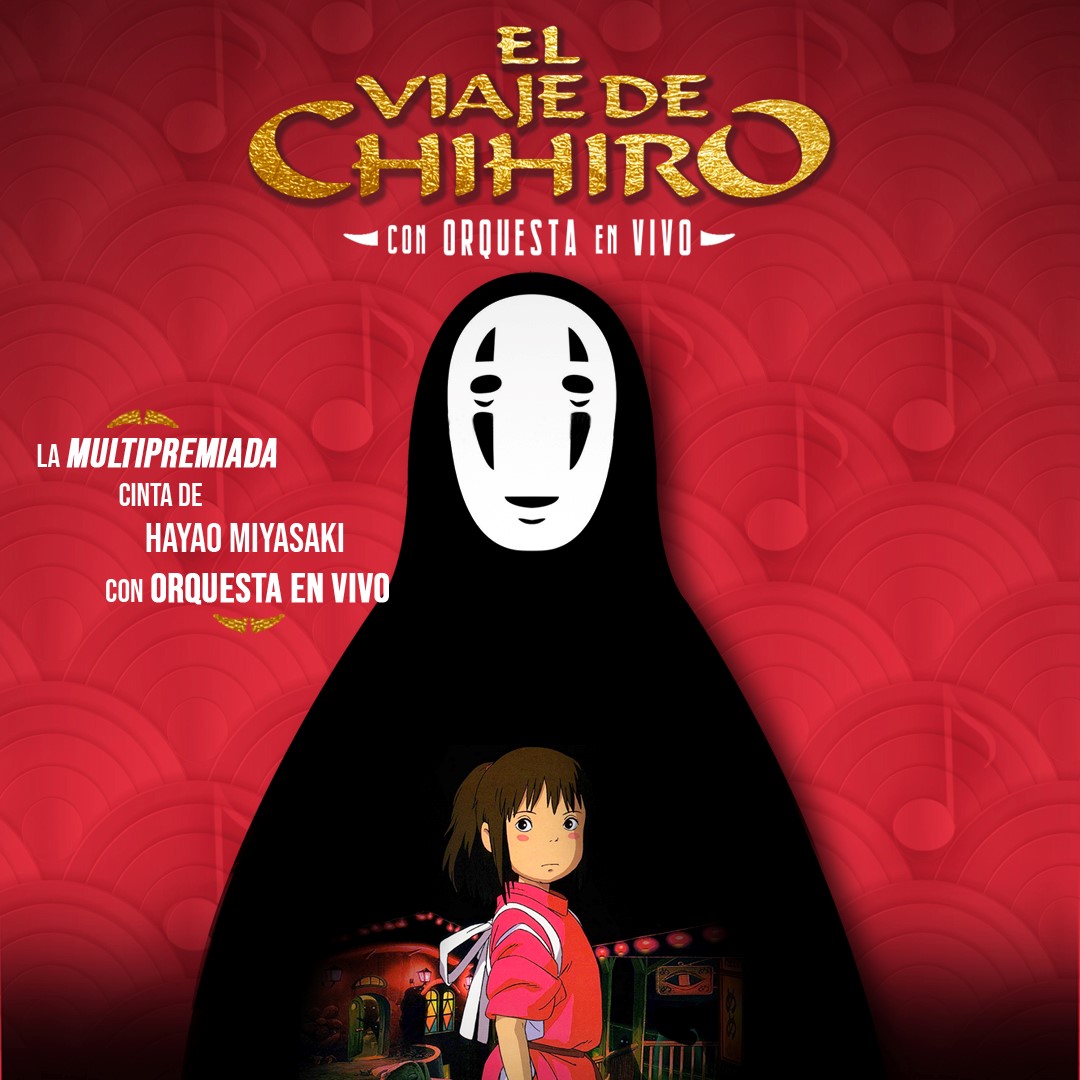 EL
VIAJE DE
CHIHIRO
CON ORQUESTA EN VIVO
LA MULTIPREMIADA
CINTA DE
HAYAO MIYASAKI
CON ORQUESTA EN VIVO